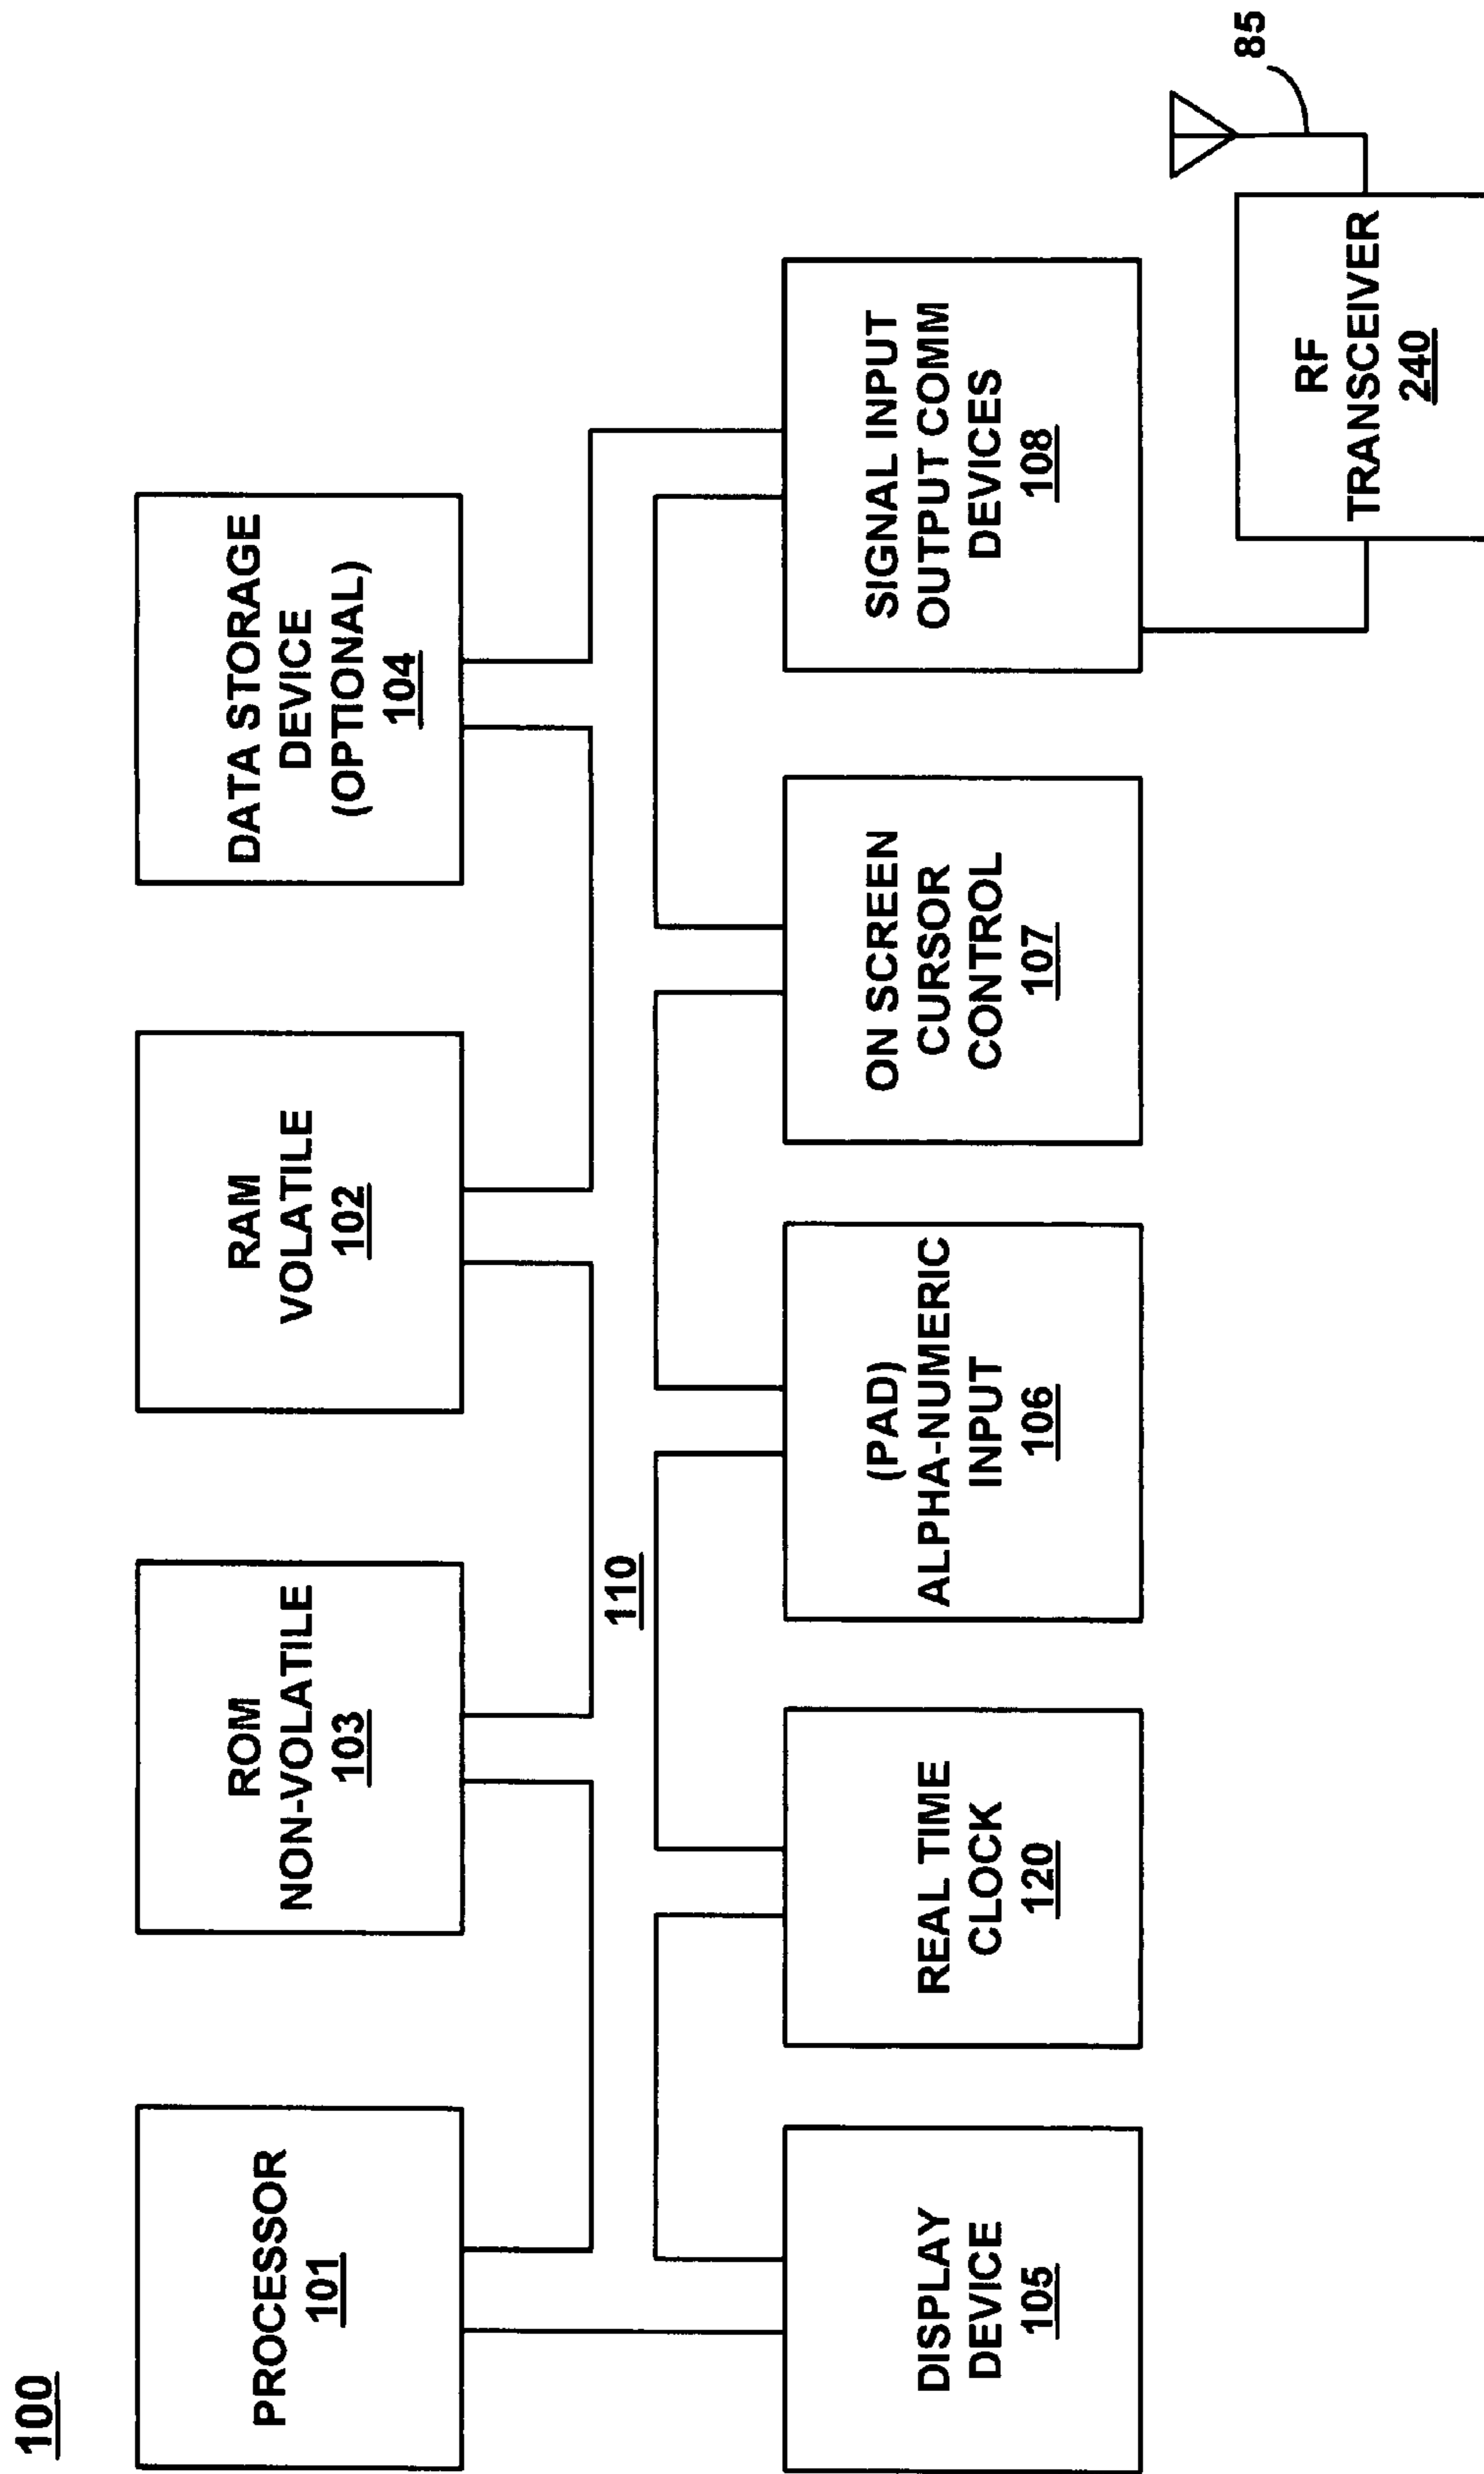 100
PROCESSOR
101
ROM
NON-VOLATILE
103
RAM
VOLATILE
102
DATA STORAGE
DEVICE
(OPTIONAL)
104
110
DISPLAY
DEVICE
105
REAL TIME
CLOCK
120
(PAD)
ALPHA-NUMERIC
INPUT
106
ON SCREEN
CURSOR
CONTROL
107
SIGNAL INPUT
OUTPUT COMM
DEVICES
108
85
RF
TRANSCEIVER
240